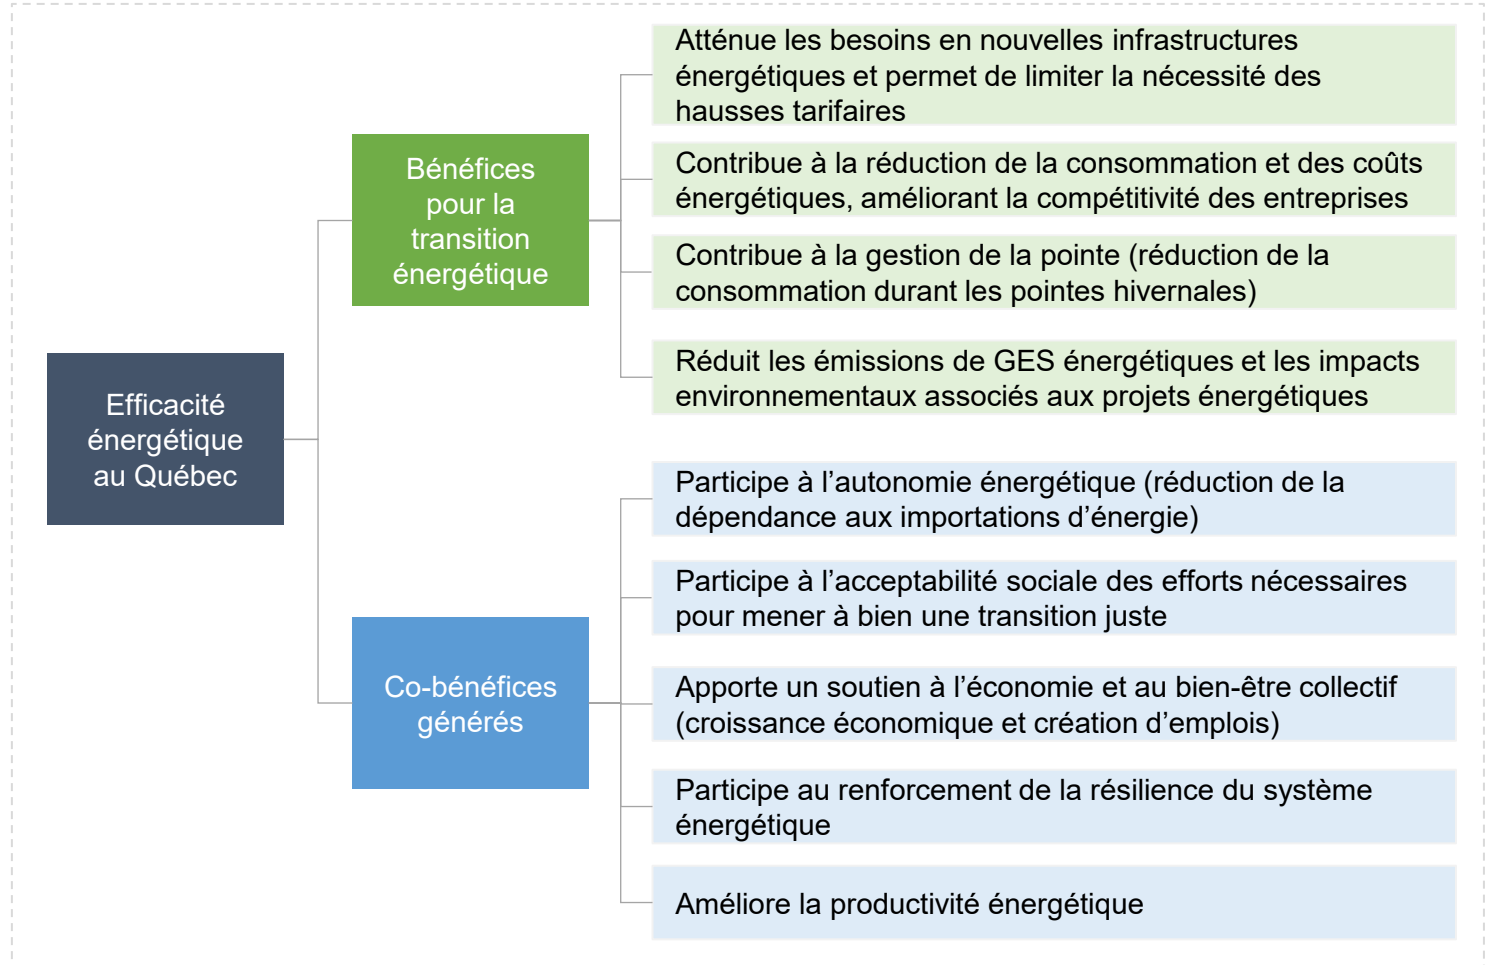 Efficacité
énergétique
au Québec
Bénéfices
pour la
transition
énergétique
Atténue les besoins en nouvelles infrastructures
énergétiques et permet de limiter la nécessité des
hausses tarifaires
Contribue à la réduction de la consommation et des coûts
énergétiques, améliorant la compétitivité des entreprises
Contribue à la gestion de la pointe (réduction de la
consommation durant les pointes hivernales)
Réduit les émissions de GES énergétiques et les impacts
environnementaux associés aux projets énergétiques
Co-bénéfices
générés
Participe à l’autonomie énergétique (réduction de la
dépendance aux importations d’énergie)
Participe à l’acceptabilité sociale des efforts nécessaires
pour mener à bien une transition juste
Apporte un soutien à l’économie et au bien-être collectif
(croissance économique et création d’emplois)
Participe au renforcement de la résilience du système
énergétique
Améliore la productivité énergétique